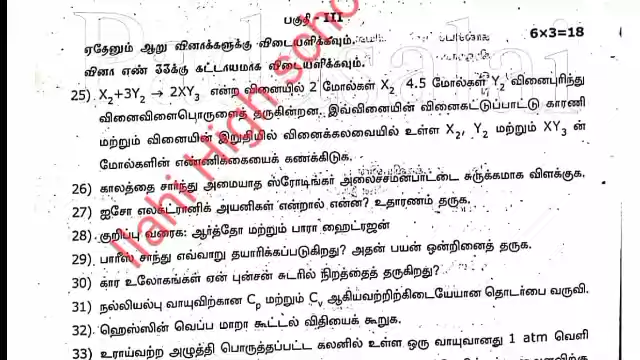 பகுதி - III
6x3=18
ஏதேனும் ஆறு வினாக்களுக்கு விடையளிக்கவும்.
வினா எண் 33க்கு கட்டாயமாக விடையளிக்கவும்.
25) X₂+3Y₂ → 2XY₃ என்ற வினையில் 2 மோல்கள் X₂ 4.5 மோல்கள் Y₂ வினைபுரிந்து
வினைவிளைபொருளைத் தருகின்றன. இவ்வினையின் வினைகட்டுப்பாட்டு காரணி
மற்றும் வினையின் இறுதியில் வினைக்கலவையில் உள்ள X₂, Y₂ மற்றும் XY₃ ன்
மோல்களின் எண்ணிக்கையைக் கணக்கிடுக.
26) காலத்தை சார்ந்து அமையாத ஸ்ரோடிங்கர் அலைச்சமன்பாட்டை சுருக்கமாக விளக்குக.
27) ஐசோ எலக்ட்ரானிக் அயனிகள் என்றால் என்ன? உதாரணம் தருக.
28) குறிப்பு வரைக: ஆர்த்தோ மற்றும் பாரா ஹைட்ரஜன்
29) பாரிஸ் சாந்து எவ்வாறு தயாரிக்கப்படுகிறது? அதன் பயன் ஒன்றினைத் தருக.
30) கார உலோகங்கள் ஏன் புன்சன் சுடரில் நிறத்தைத் தருகிறது?
31) நல்லியல்பு வாயுவிற்கான Cp மற்றும் Cv ஆகியவற்றிற்கிடையேயான தொடர்பை வருவி.
32) ஹெஸ்ஸின் வெப்ப மாறா கூட்டல் விதியைக் கூறுக.
33) உராய்வற்ற அழுத்தி பொருத்தப்பட்ட கலனில் உள்ள ஒரு வாயுவானது 1 atm வெளி
Ilahi High school